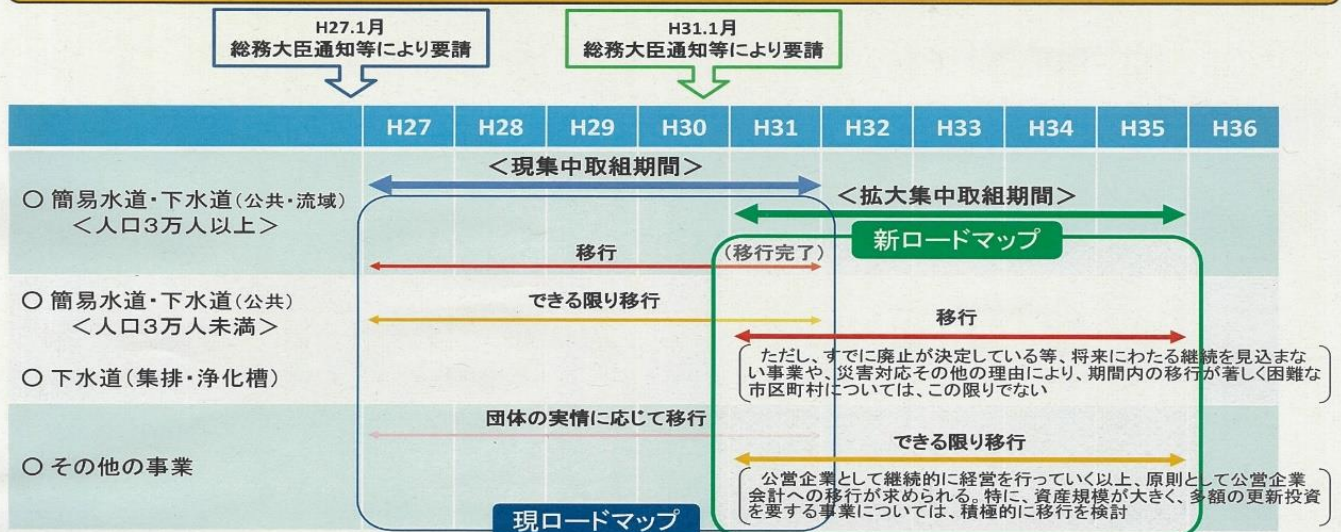 H27.1月
総務大臣通知等により要請
H31.1月
総務大臣通知等により要請
H27 H28 H29 H30 H31 H32 H33 H34 H35 H36
<現集中取組期間>
<拡大集中取組期間>
新ロードマップ
○ 簡易水道・下水道(公共・流域)
<人口3万人以上>
移行
(移行完了)
○ 簡易水道・下水道(公共)
<人口3万人未満>
できる限り移行
移行
ただし、すでに廃止が決定している等、将来にわたる継続を見込まな
い事業や、災害対応その他の理由により、期間内の移行が著しく困難な
市区町村については、この限りでない
○ 下水道(集排・浄化槽)
団体の実情に応じて移行
できる限り移行
○ その他の事業
公営企業として継続的に経営を行っていく以上、原則として公営企業
会計への移行が求められる。特に、資産規模が大きく、多額の更新投資
を要する事業については、積極的に移行を検討
現ロードマップ